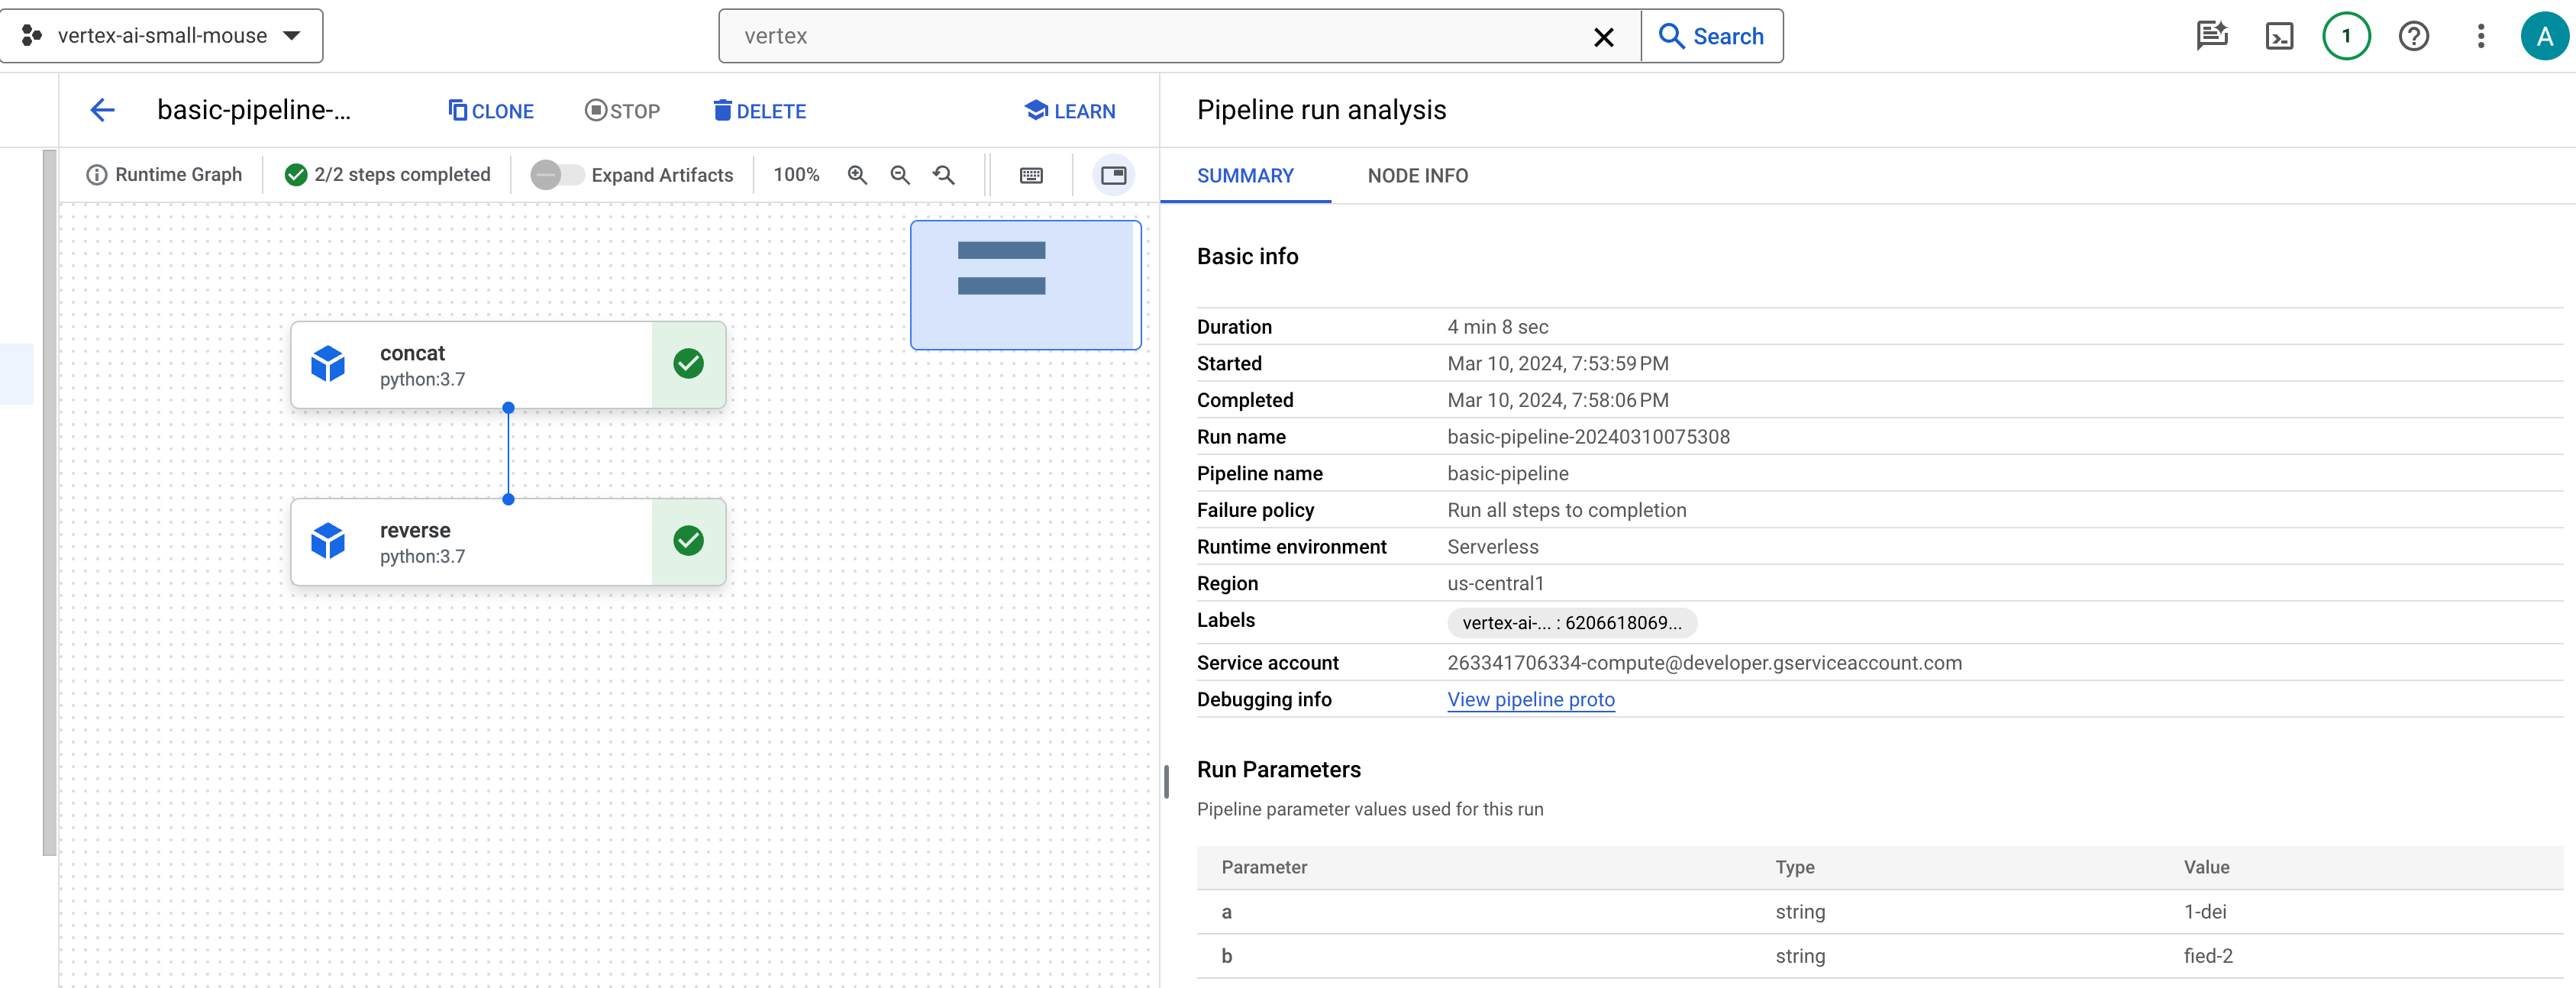 vertex-ai-small-mouse
vertex
Search
1
A
basic-pipeline-...
CLONE
STOP
DELETE
LEARN
Pipeline run analysis
Runtime Graph
2/2 steps completed
Expand Artifacts
100%
SUMMARY
NODE INFO
concat
python:3.7
reverse
python:3.7
Basic info
Duration 4 min 8 sec
Started Mar 10, 2024, 7:53:59 PM
Completed Mar 10, 2024, 7:58:06 PM
Run name basic-pipeline-20240310075308
Pipeline name basic-pipeline
Failure policy Run all steps to completion
Runtime environment Serverless
Region us-central1
Labels vertex-ai-... : 6206618069...
Service account 263341706334-compute@developer.gserviceaccount.com
Debugging info View pipeline proto
Run Parameters
Pipeline parameter values used for this run
Parameter Type Value
a string 1-dei
b string fied-2